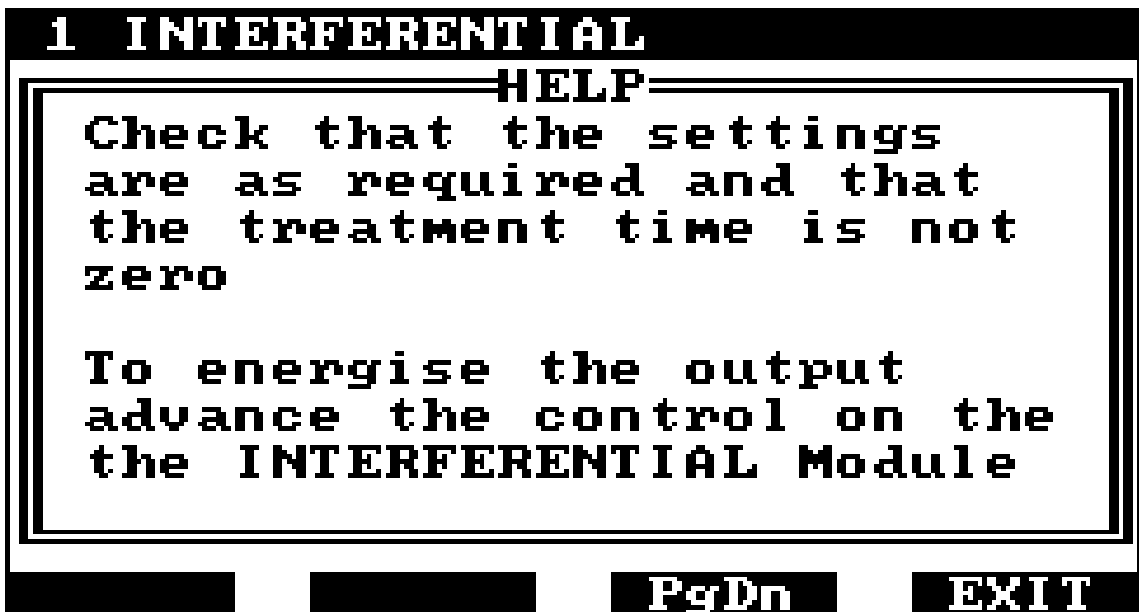 1 INTERFERENTIAL
HELP
Check that the settings
are as required and that
the treatment time is not
zero
To energise the output
advance the control on the
the INTERFERENTIAL Module
PgDn EXIT